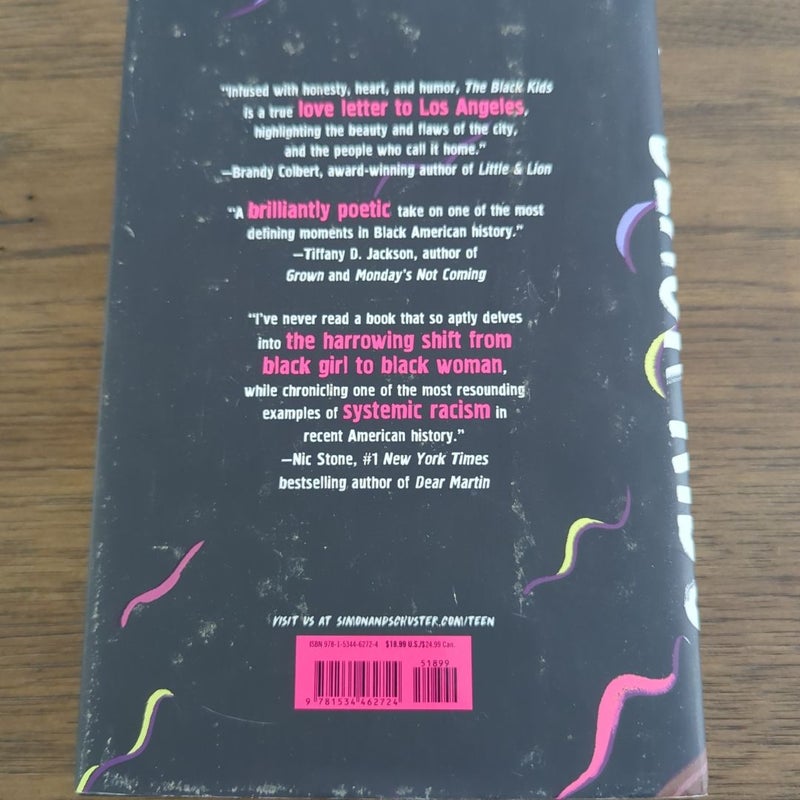 "Infused with honesty, heart, and humor, The Black Kids
is a true love letter to Los Angeles,
highlighting the beauty and flaws of the city,
and the people who call it home."
—Brandy Colbert, award-winning author of Little & Lion
"A brilliantly poetic take on one of the most
defining moments in Black American history."
—Tiffany D. Jackson, author of
Grown and Monday's Not Coming
"I've never read a book that so aptly delves
into the harrowing shift from
black girl to black woman,
while chronicling one of the most resounding
examples of systemic racism in
recent American history."
—Nic Stone, #1 New York Times
bestselling author of Dear Martin
VISIT US AT SIMONANDSCHUSTER.COM/TEEN
ISBN 978-1-5344-6272-4 $18.99 U.S./$24.99 Can.
51899
9 781534 462724